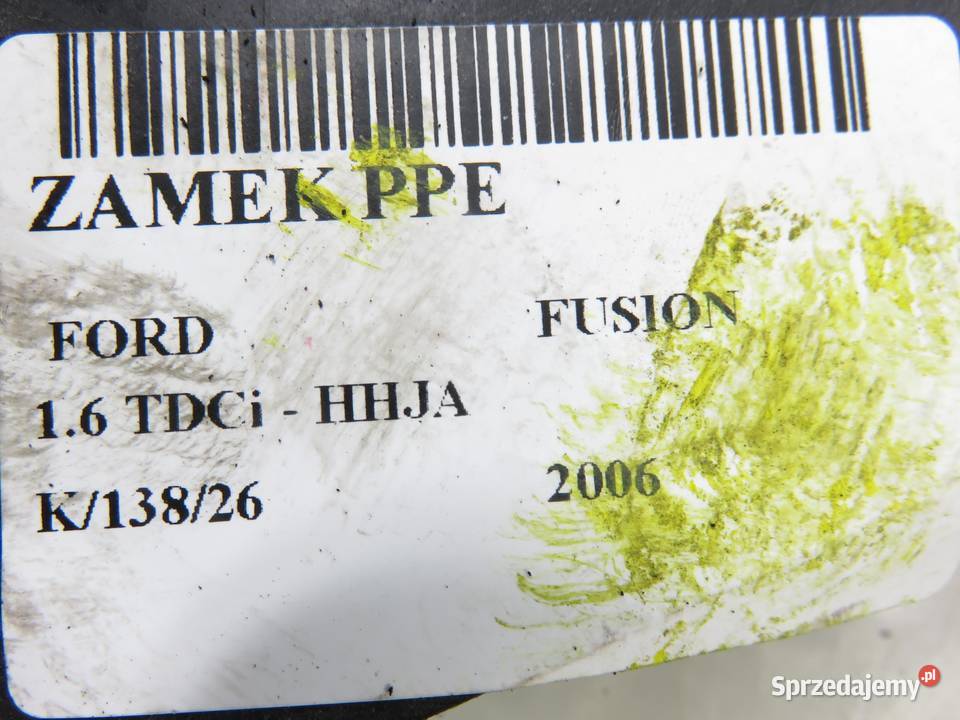 ZAMEK PPE
FORD FUSION
1.6 TDCi - HHJA
K/138/26 2006
Sprzedajemy.pl